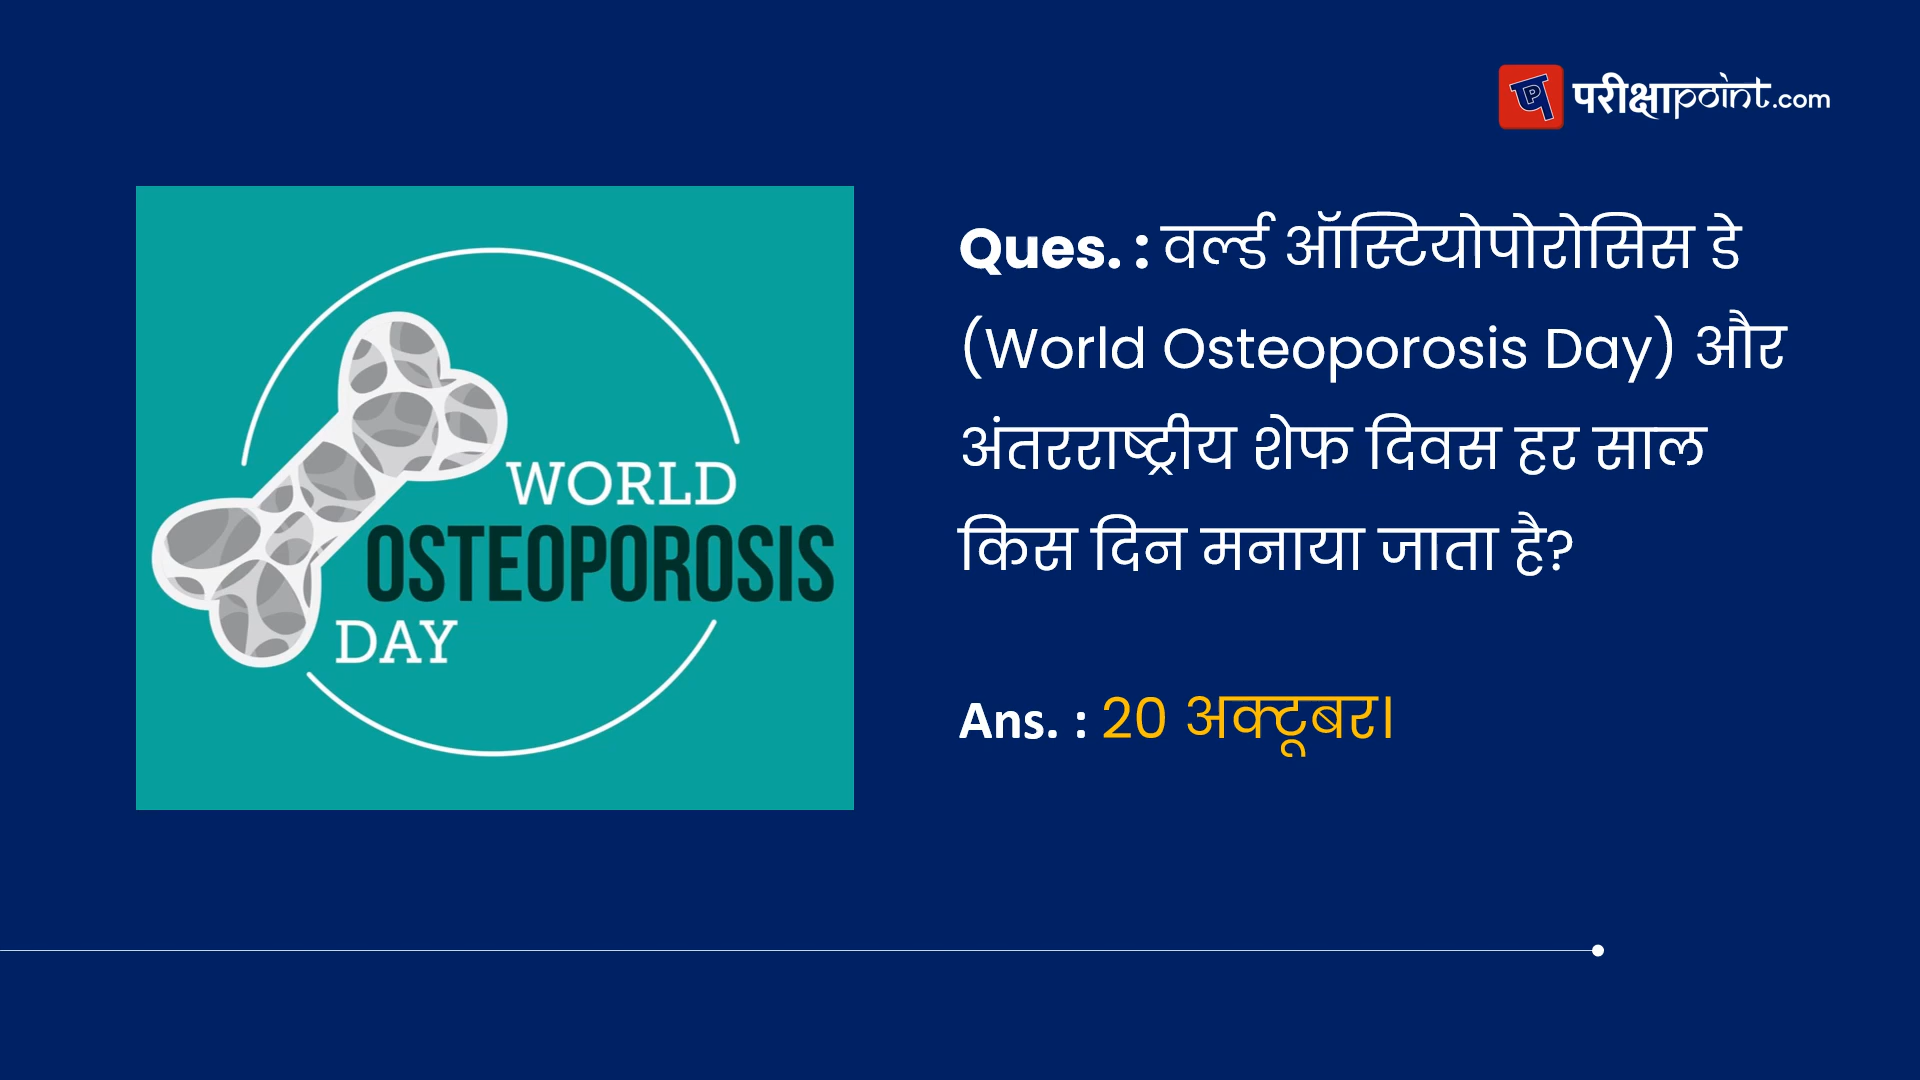 परीक्षाpoint.com
WORLD
OSTEOPOROSIS
DAY
Ques. : वर्ल्ड ऑस्टियोपोरोसिस डे
(World Osteoporosis Day) और
अंतरराष्ट्रीय शेफ दिवस हर साल
किस दिन मनाया जाता है?
Ans. : 20 अक्टूबर।